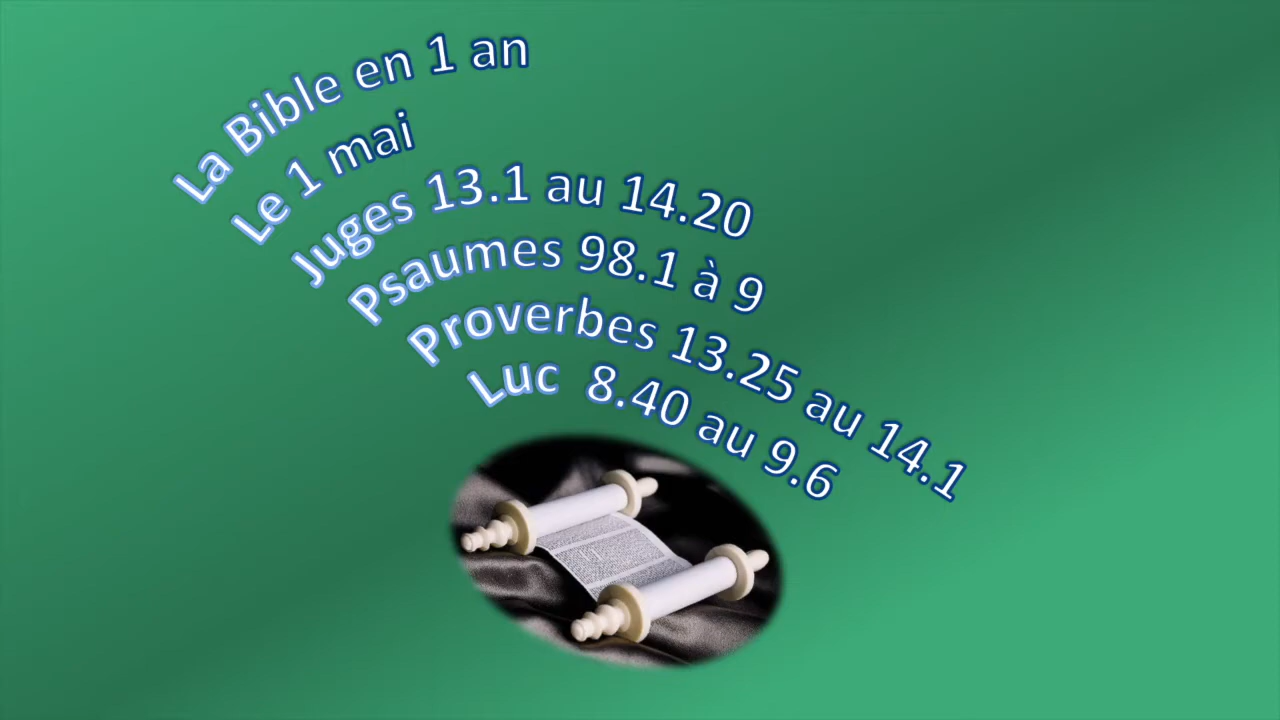 La Bible en 1 an
Le 1 mai
Juges 13.1 au 14.20
Psaumes 98.1 à 9
Proverbes 13.25 au 14.1
Luc 8.40 au 9.6